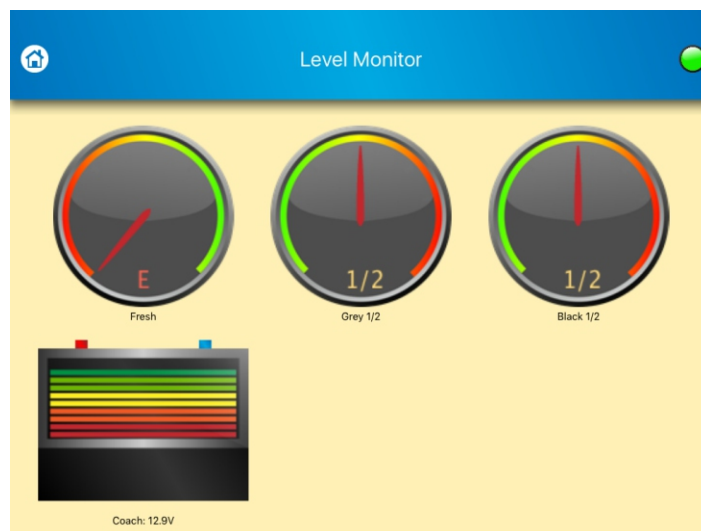 Level Monitor
E
1/2
1/2
Fresh
Grey 1/2
Black 1/2
Coach: 12.9V